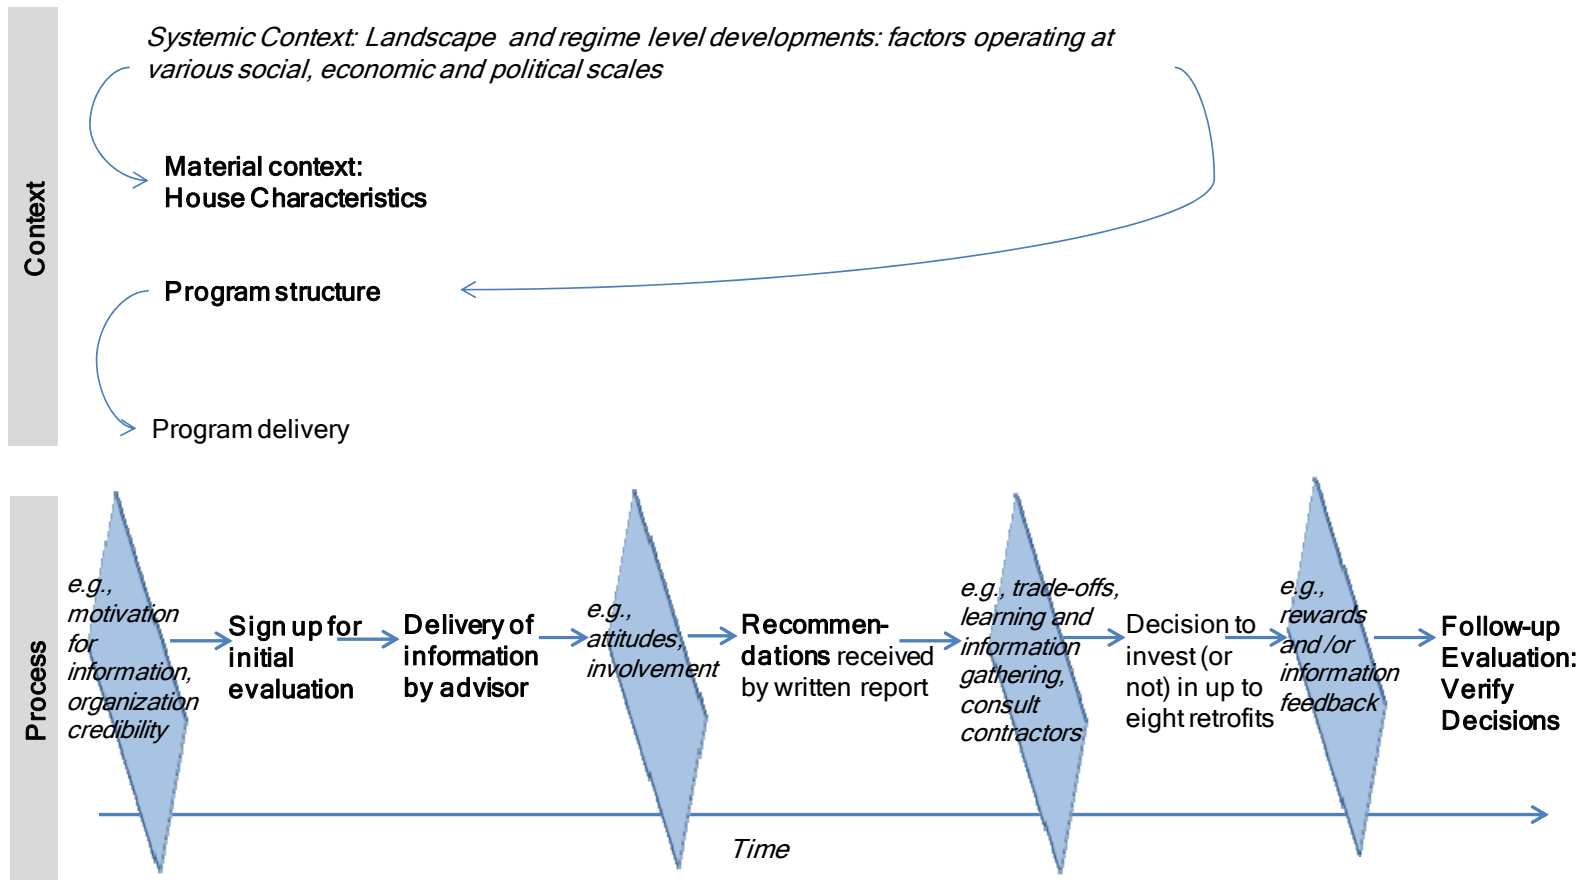 Systemic Context: Landscape and regime level developments: factors operating at
various social, economic and political scales
Context
Material context:
House Characteristics
Program structure
Program delivery
Process
e.g.,
motivation
for
information,
organization
credibility
Sign up for
initial
evaluation
Delivery of
information
by advisor
e.g.,
attitudes,
involvement
Recommen-
dations received
by written report
e.g., trade-offs,
learning and
information
gathering,
consult
contractors
Decision to
invest (or
not) in up to
eight retrofits
e.g.,
rewards
and /or
information
feedback
Follow-up
Evaluation:
Verify
Decisions
Time